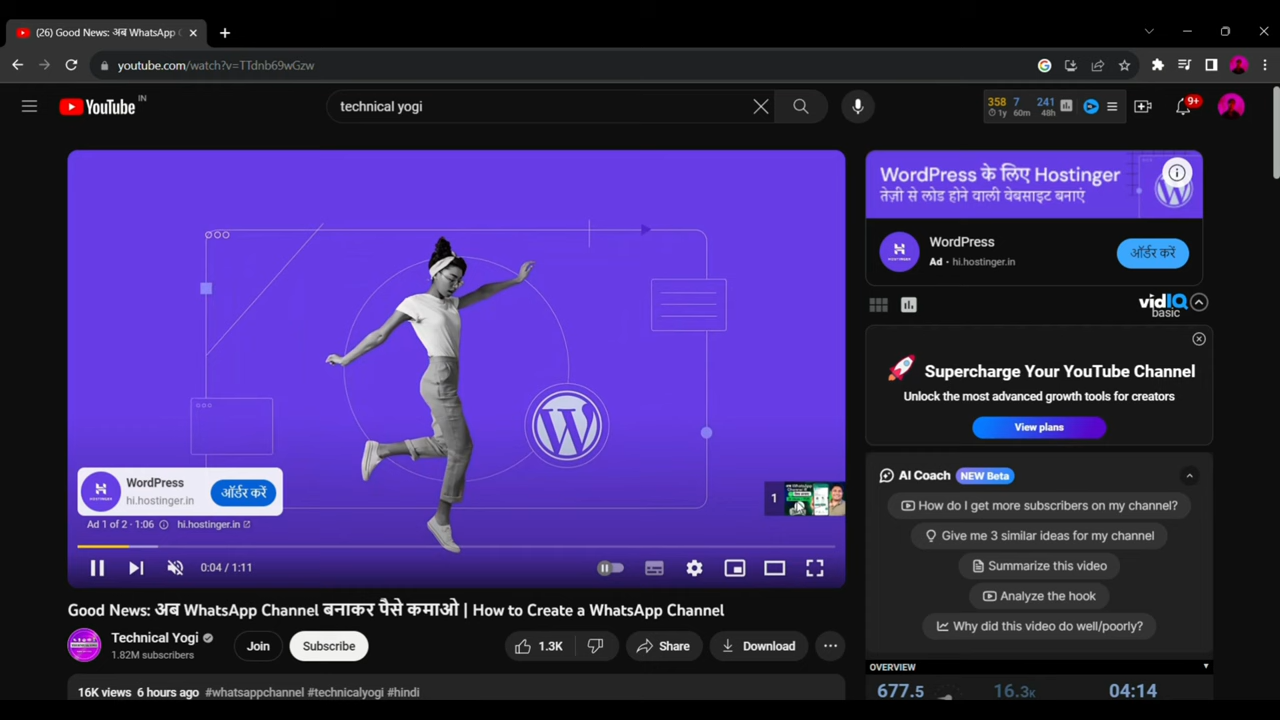 (26) Good News: अब WhatsApp C
youtube.com/watch?v=TTdnb69wGzw
YouTube IN
technical yogi
358 7 241
1y 60m 48h
9+
WordPress के लिए Hostinger
तेज़ी से लोड होने वाली वेबसाइट बनाएं
WordPress
Ad • hi.hostinger.in
ऑर्डर करें
vidIQ
basic
Supercharge Your YouTube Channel
Unlock the most advanced growth tools for creators
View plans
WordPress
hi.hostinger.in
ऑर्डर करें
1
Ad 1 of 2 · 1:06
hi.hostinger.in
0:04 / 1:11
AI Coach NEW Beta
How do I get more subscribers on my channel?
Give me 3 similar ideas for my channel
Summarize this video
Analyze the hook
Why did this video do well/poorly?
Good News: अब WhatsApp Channel बनाकर पैसे कमाओ | How to Create a WhatsApp Channel
Technical Yogi
1.82M subscribers
Join
Subscribe
1.3K
Share
Download
16K views 6 hours ago #whatsappchannel #technicalyogi #hindi
OVERVIEW
677.5
16.3K
04:14